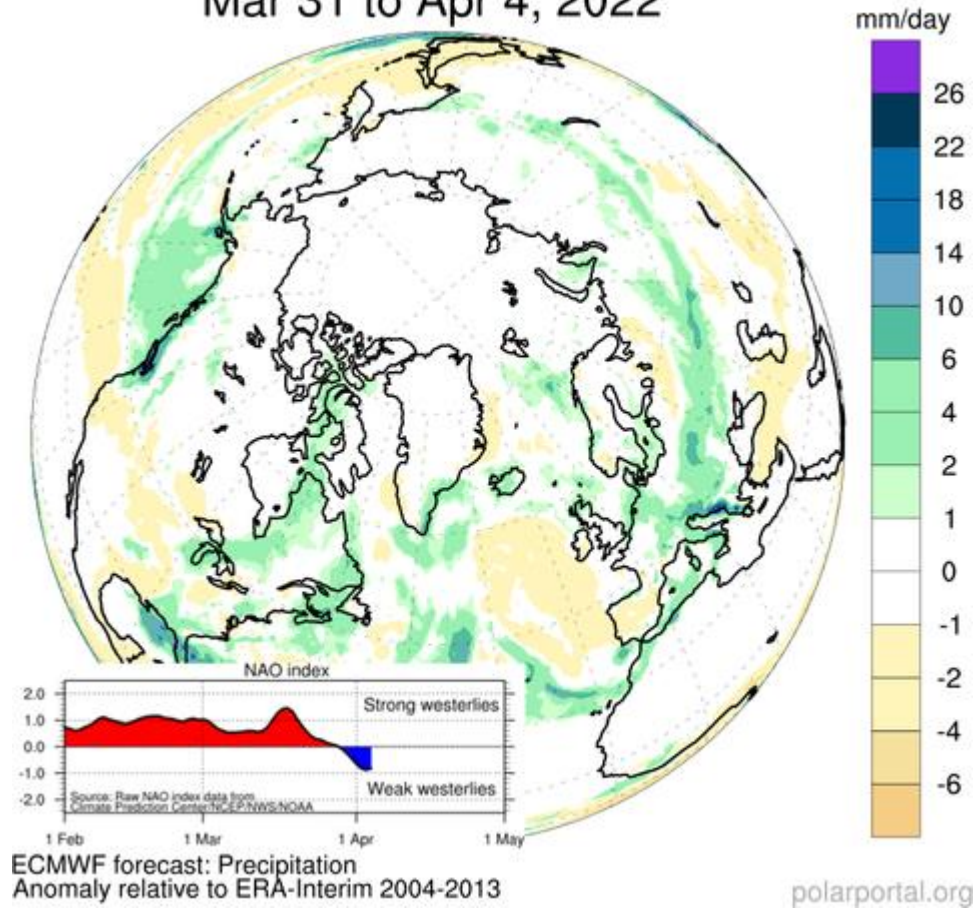 Mar 31 to Apr 4, 2022
mm/day
26
22
18
14
10
6
4
2
1
0
-1
-2
-4
-6
NAO index
2.0
1.0
0.0
-1.0
-2.0
Strong westerlies
Weak westerlies
Source: Raw NAO index data from
Climate Prediction Center/NCEP/NWS/NOAA
1 Feb
1 Mar
1 Apr
1 May
ECMWF forecast: Precipitation
Anomaly relative to ERA-Interim 2004-2013
polarportal.org